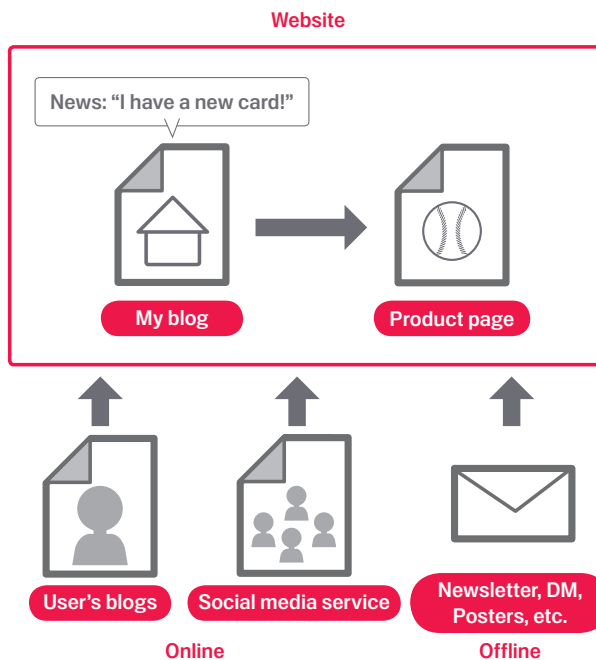 Website
News: “I have a new card!”
My blog
Product page
User’s blogs
Social media service
Newsletter, DM,
Posters, etc.
Online
Offline